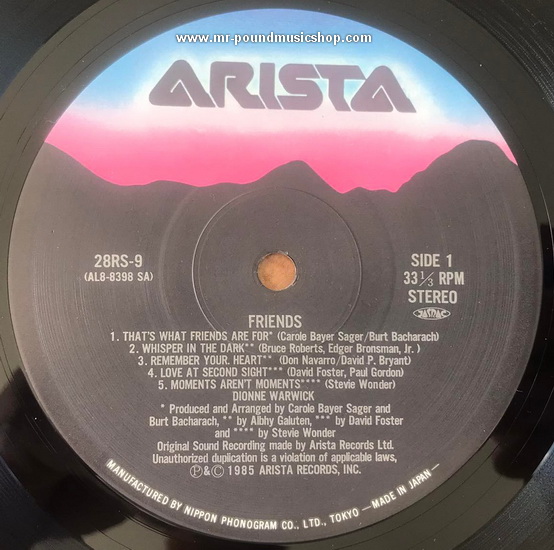 www.mr-poundmusicshop.com
ARISTA
28RS-9
(AL8-8398 SA)
SIDE 1
33 1/3 RPM
STEREO
JASRAC
FRIENDS
1. THAT'S WHAT FRIENDS ARE FOR* (Carole Bayer Sager/Burt Bacharach)
2. WHISPER IN THE DARK** (Bruce Roberts, Edger Bronsman, Jr.)
3. REMEMBER YOUR HEART** (Don Navarro/David P. Bryant)
4. LOVE AT SECOND SIGHT*** (David Foster, Paul Gordon)
5. MOMENTS AREN'T MOMENTS**** (Stevie Wonder)
DIONNE WARWICK
* Produced and Arranged by Carole Bayer Sager and
Burt Bacharach, ** by Albhy Galuten, *** by David Foster
and **** by Stevie Wonder
Original Sound Recording made by Arista Records Ltd.
Unauthorized duplication is a violation of applicable laws,
Ⓟ&Ⓒ 1985 ARISTA RECORDS, INC.
MANUFACTURED BY NIPPON PHONOGRAM CO., LTD., TOKYO —MADE IN JAPAN—